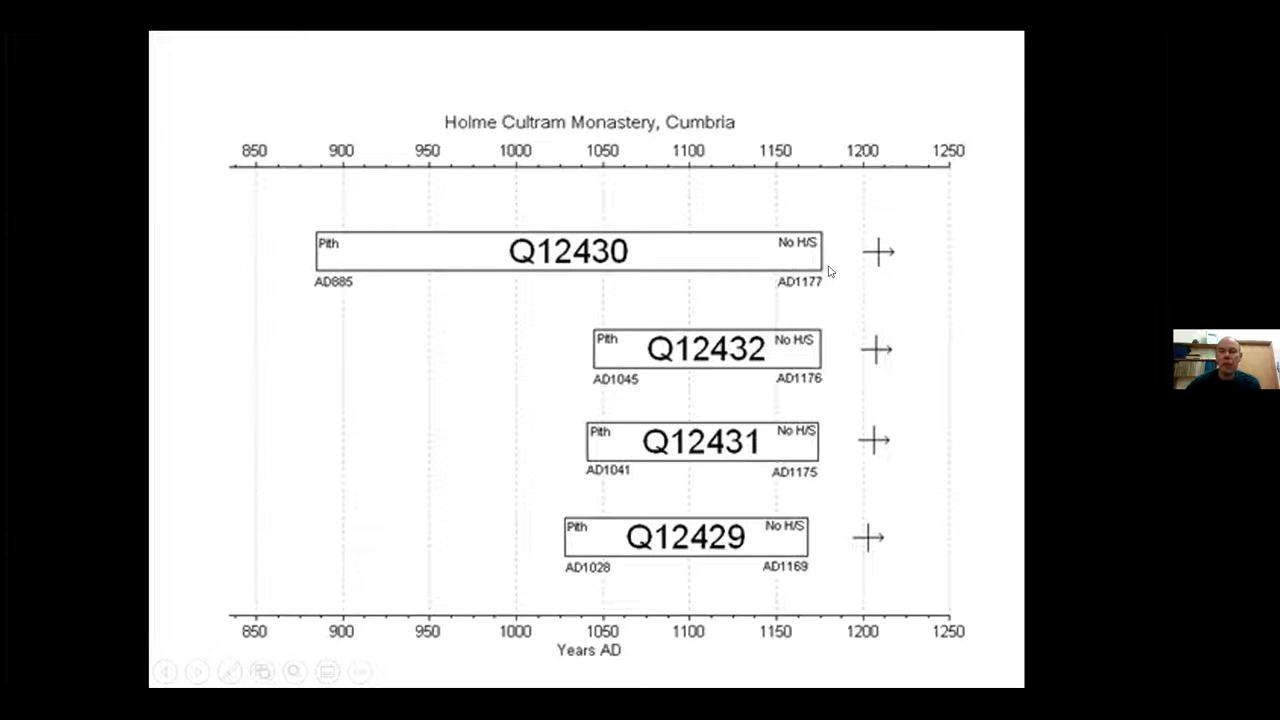 Holme Cultram Monastery, Cumbria
850 900 950 1000 1050 1100 1150 1200 1250
Pith Q12430 No H/S
AD885 AD1177
Pith Q12432 No H/S
AD1045 AD1176
Pith Q12431 No H/S
AD1041 AD1175
Pith Q12429 No H/S
AD1028 AD1169
850 900 950 1000 1050 1100 1150 1200 1250
Years AD